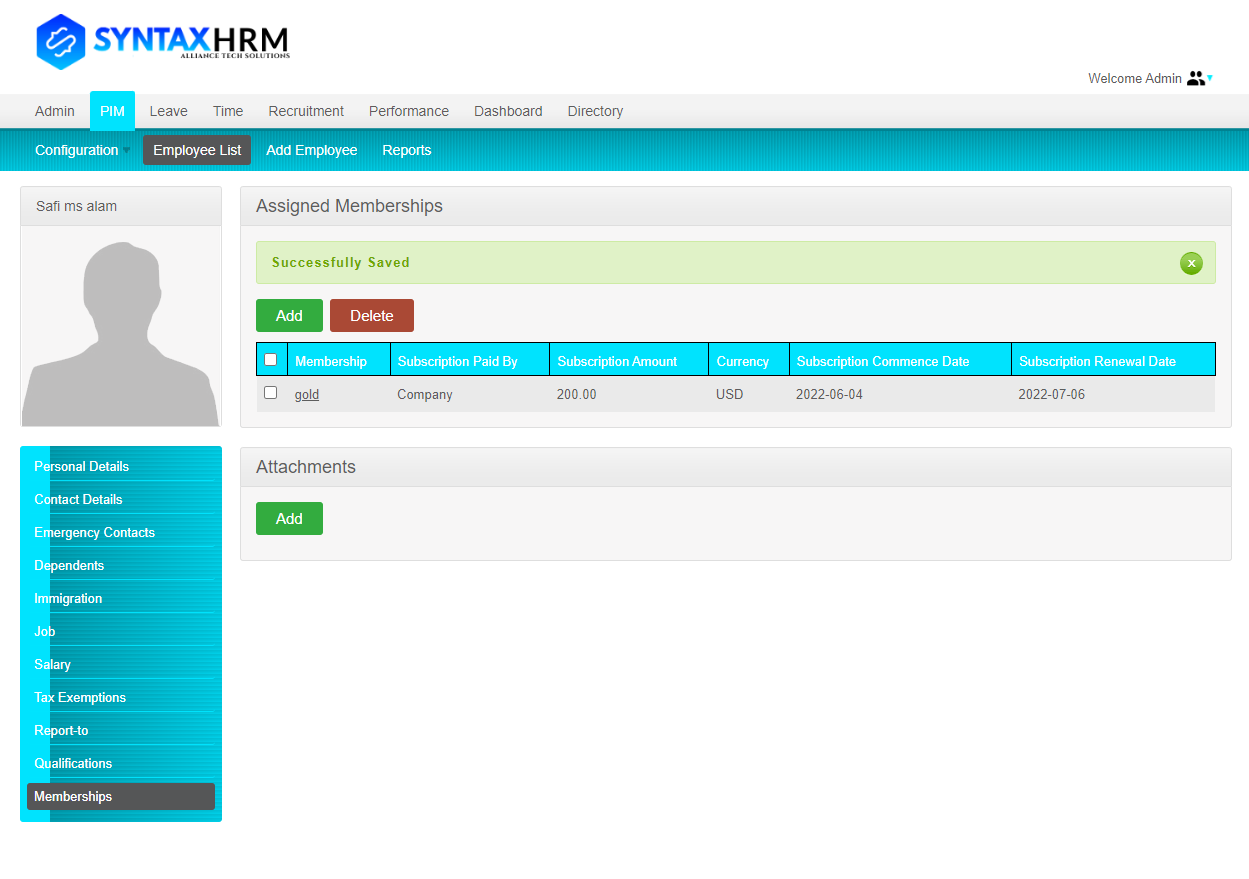 SYNTAXHRM
ALLIANCE TECH SOLUTIONS
Welcome Admin
Admin PIM Leave Time Recruitment Performance Dashboard Directory
Configuration Employee List Add Employee Reports
Safi ms alam
Assigned Memberships
Successfully Saved
x
Add Delete
Membership Subscription Paid By Subscription Amount Currency Subscription Commence Date Subscription Renewal Date
gold Company 200.00 USD 2022-06-04 2022-07-06
Attachments
Add
Personal Details
Contact Details
Emergency Contacts
Dependents
Immigration
Job
Salary
Tax Exemptions
Report-to
Qualifications
Memberships